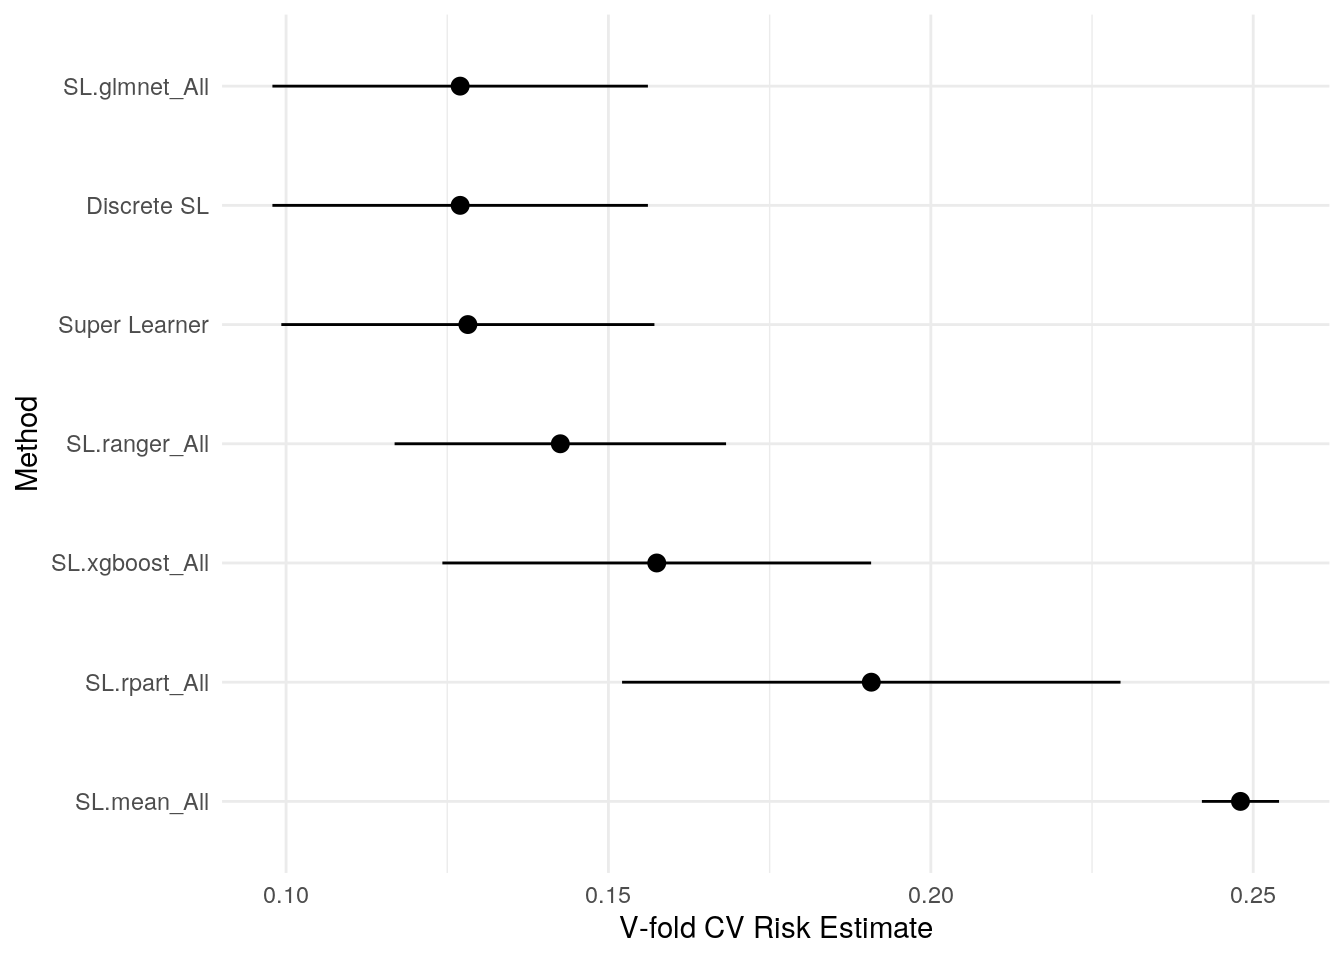 SL.glmnet_All
Discrete SL
Super Learner
SL.ranger_All
SL.xgboost_All
SL.rpart_All
SL.mean_All
Method
0.10 0.15 0.20 0.25
V-fold CV Risk Estimate